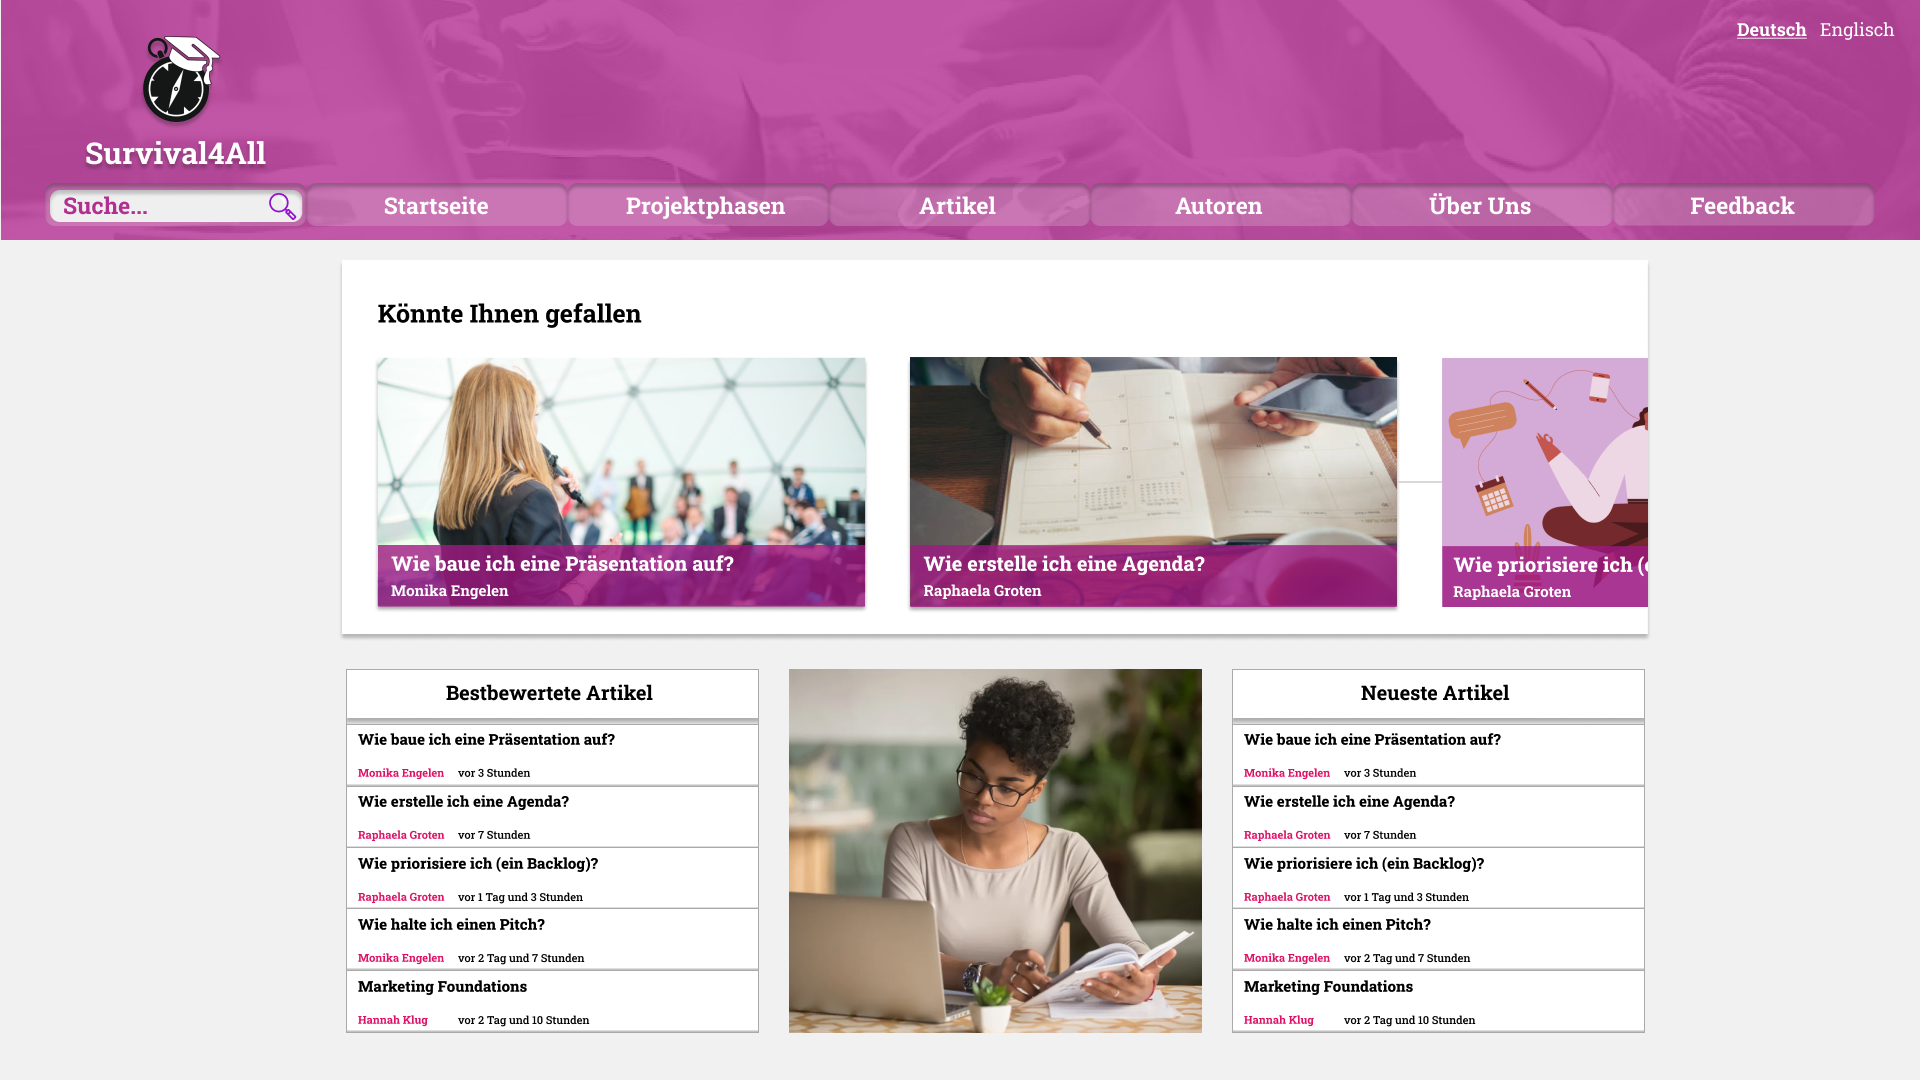 Deutsch Englisch
Survival4All
Suche... Startseite Projektphasen Artikel Autoren Über Uns Feedback
Könnte Ihnen gefallen
Wie baue ich eine Präsentation auf?
Monika Engelen
Wie erstelle ich eine Agenda?
Raphaela Groten
Wie priorisiere ich (
Raphaela Groten
Bestbewertete Artikel
Wie baue ich eine Präsentation auf?
Monika Engelen vor 3 Stunden
Wie erstelle ich eine Agenda?
Raphaela Groten vor 7 Stunden
Wie priorisiere ich (ein Backlog)?
Raphaela Groten vor 1 Tag und 3 Stunden
Wie halte ich einen Pitch?
Monika Engelen vor 2 Tag und 7 Stunden
Marketing Foundations
Hannah Klug vor 2 Tag und 10 Stunden
Neueste Artikel
Wie baue ich eine Präsentation auf?
Monika Engelen vor 3 Stunden
Wie erstelle ich eine Agenda?
Raphaela Groten vor 7 Stunden
Wie priorisiere ich (ein Backlog)?
Raphaela Groten vor 1 Tag und 3 Stunden
Wie halte ich einen Pitch?
Monika Engelen vor 2 Tag und 7 Stunden
Marketing Foundations
Hannah Klug vor 2 Tag und 10 Stunden